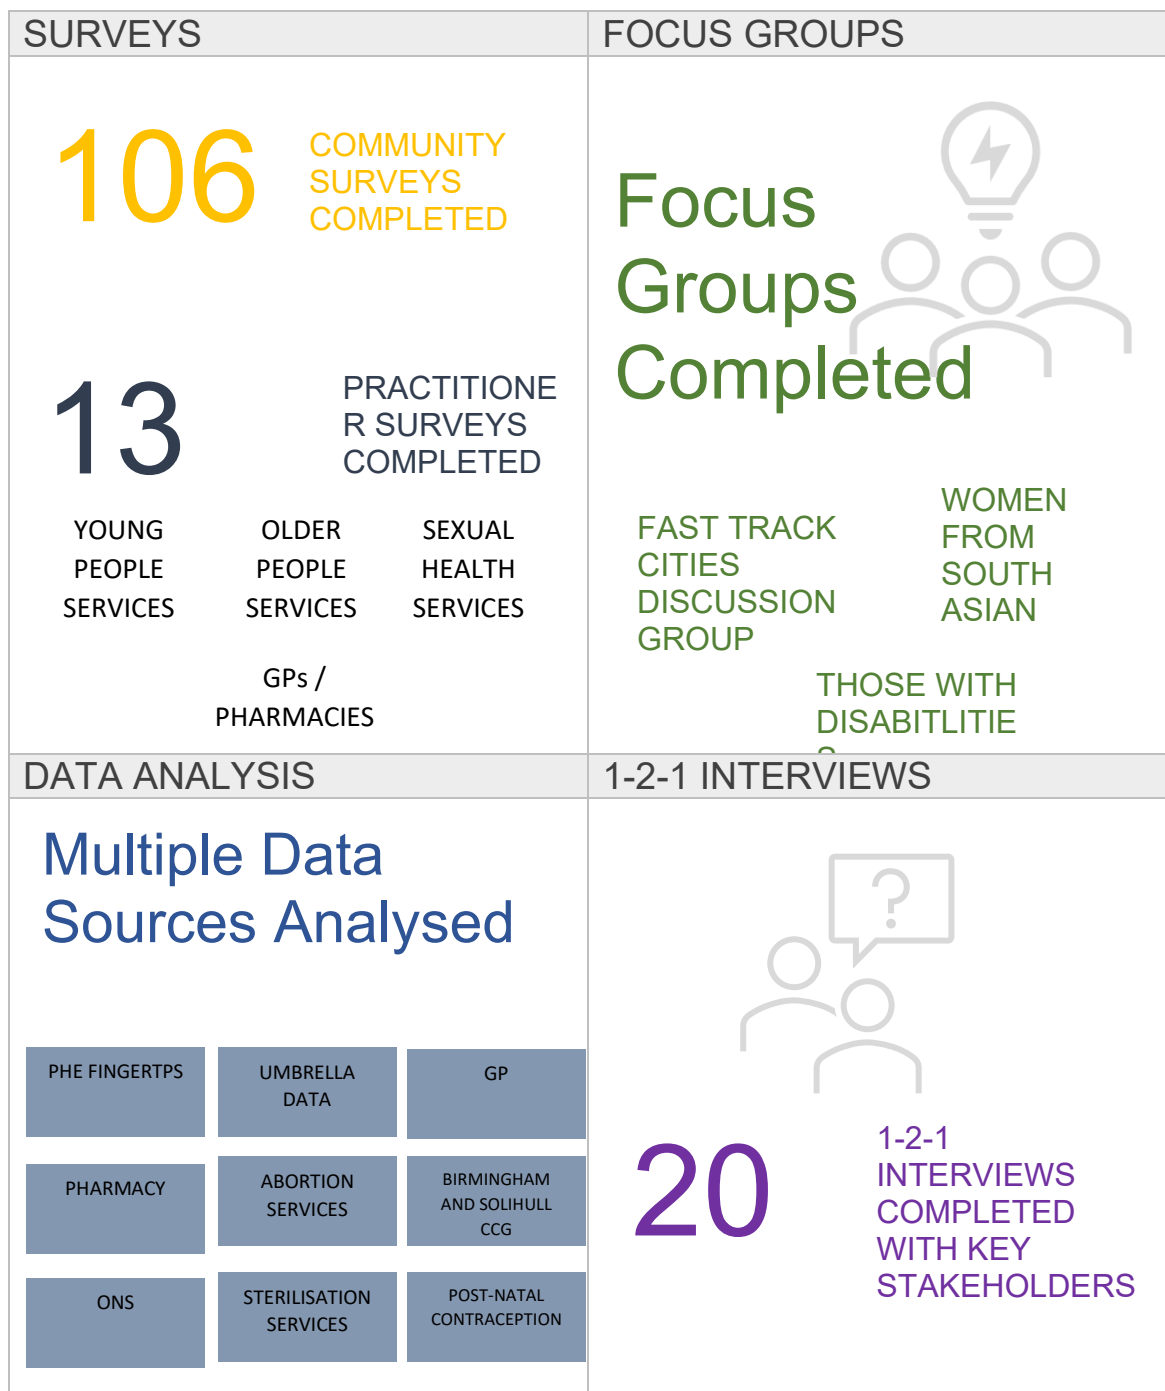 SURVEYS
106
COMMUNITY
SURVEYS
COMPLETED
13
PRACTITIONE
R SURVEYS
COMPLETED
YOUNG
PEOPLE
SERVICES
OLDER
PEOPLE
SERVICES
SEXUAL
HEALTH
SERVICES
GPs /
PHARMACIES
FOCUS GROUPS
Focus
Groups
Completed
FAST TRACK
CITIES
DISCUSSION
GROUP
WOMEN
FROM
SOUTH
ASIAN
THOSE WITH
DISABITLITIE
S
DATA ANALYSIS
Multiple Data
Sources Analysed
PHE FINGERTPS
UMBRELLA
DATA
GP
PHARMACY
ABORTION
SERVICES
BIRMINGHAM
AND SOLIHULL
CCG
ONS
STERILISATION
SERVICES
POST-NATAL
CONTRACEPTION
1-2-1 INTERVIEWS
?
20
1-2-1
INTERVIEWS
COMPLETED
WITH KEY
STAKEHOLDERS